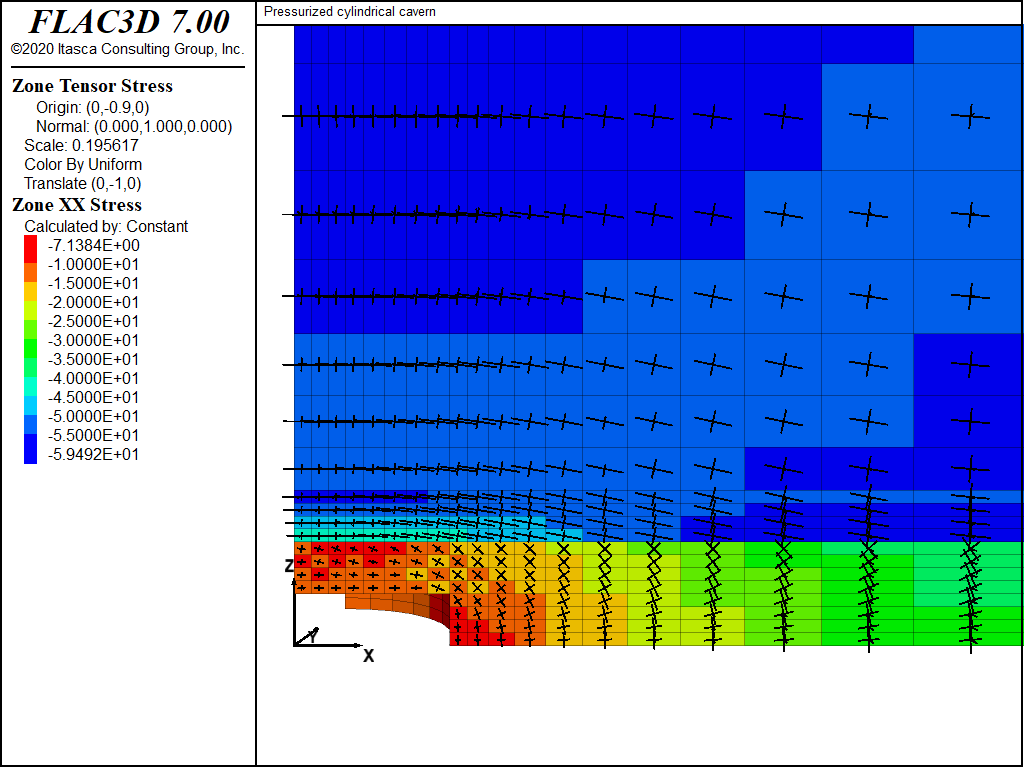 FLAC3D 7.00
©2020 Itasca Consulting Group, Inc.
Zone Tensor Stress
Origin: (0,-0.9,0)
Normal: (0.000,1.000,0.000)
Scale: 0.195617
Color By Uniform
Translate (0,-1,0)
Zone XX Stress
Calculated by: Constant
-7.1384E+00
-1.0000E+01
-1.5000E+01
-2.0000E+01
-2.5000E+01
-3.0000E+01
-3.5000E+01
-4.0000E+01
-4.5000E+01
-5.0000E+01
-5.5000E+01
-5.9492E+01
Pressurized cylindrical cavern
Z
Y
X